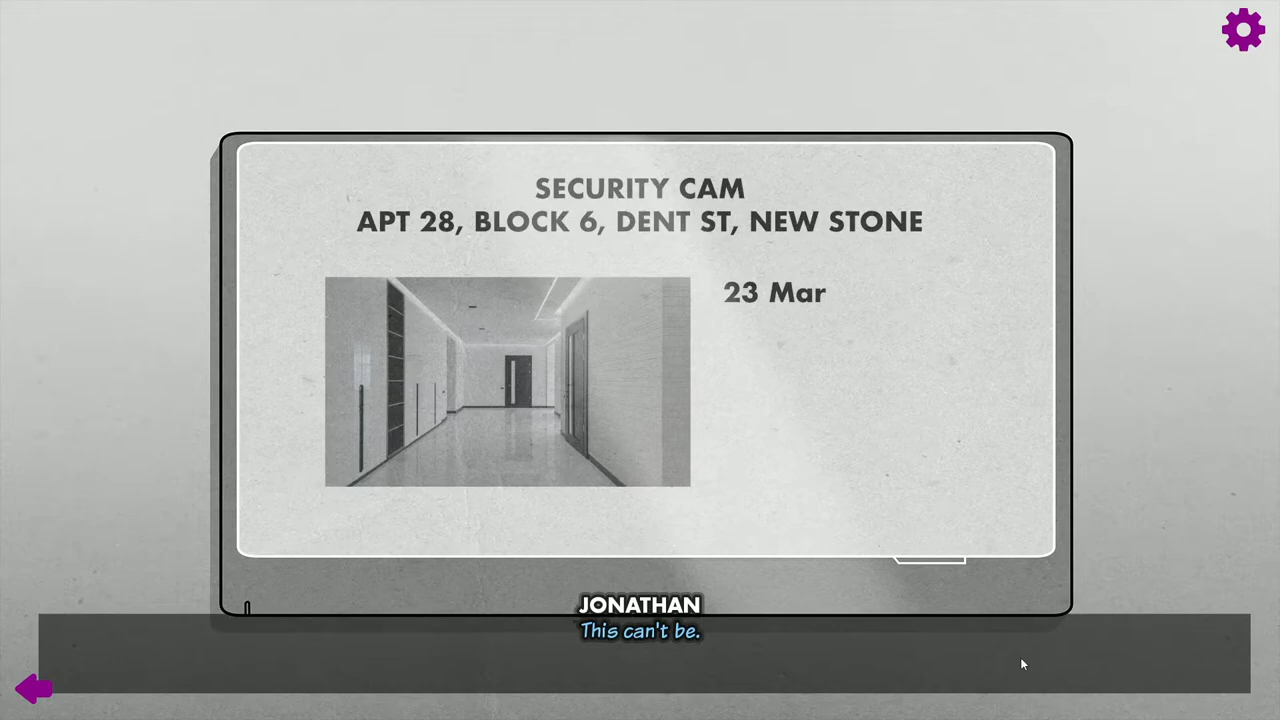 SECURITY CAM
APT 28, BLOCK 6, DENT ST, NEW STONE
23 Mar
JONATHAN
This can't be.